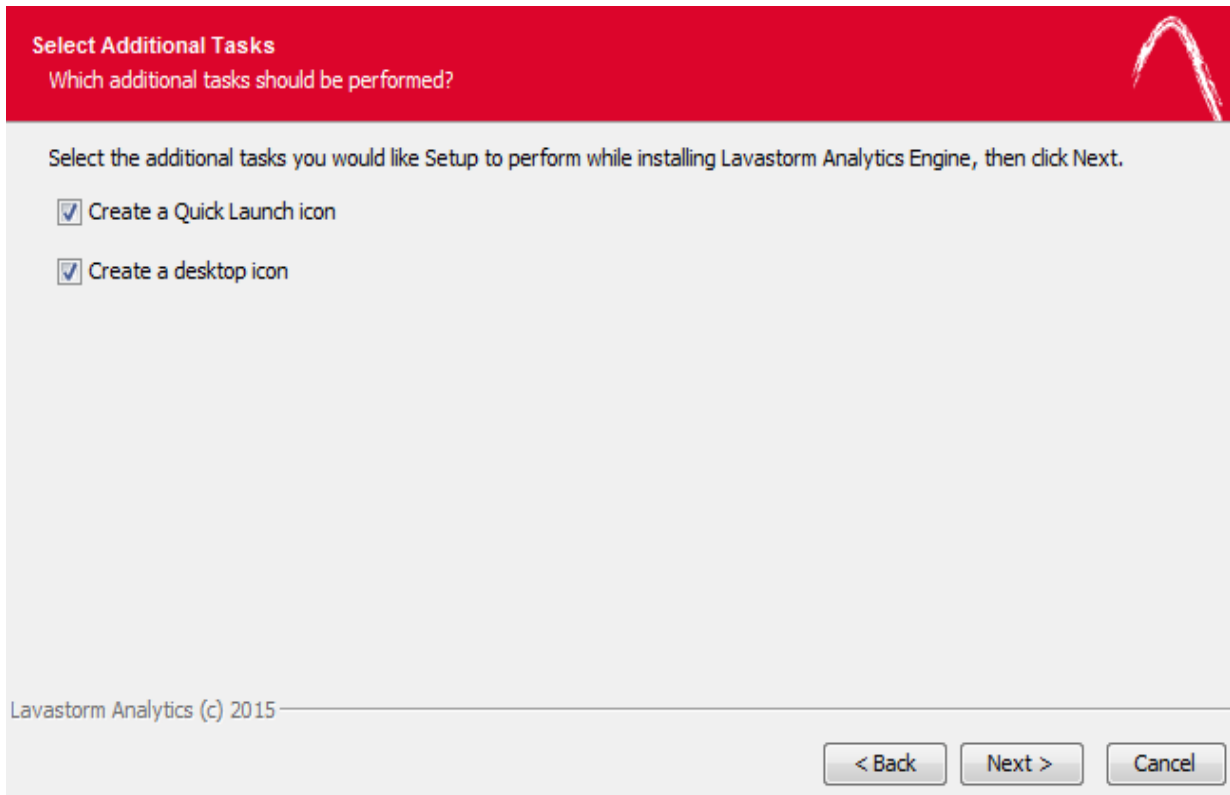 Select Additional Tasks
Which additional tasks should be performed?
Select the additional tasks you would like Setup to perform while installing Lavastorm Analytics Engine, then click Next.
Create a Quick Launch icon
Create a desktop icon
Lavastorm Analytics (c) 2015
< Back Next > Cancel